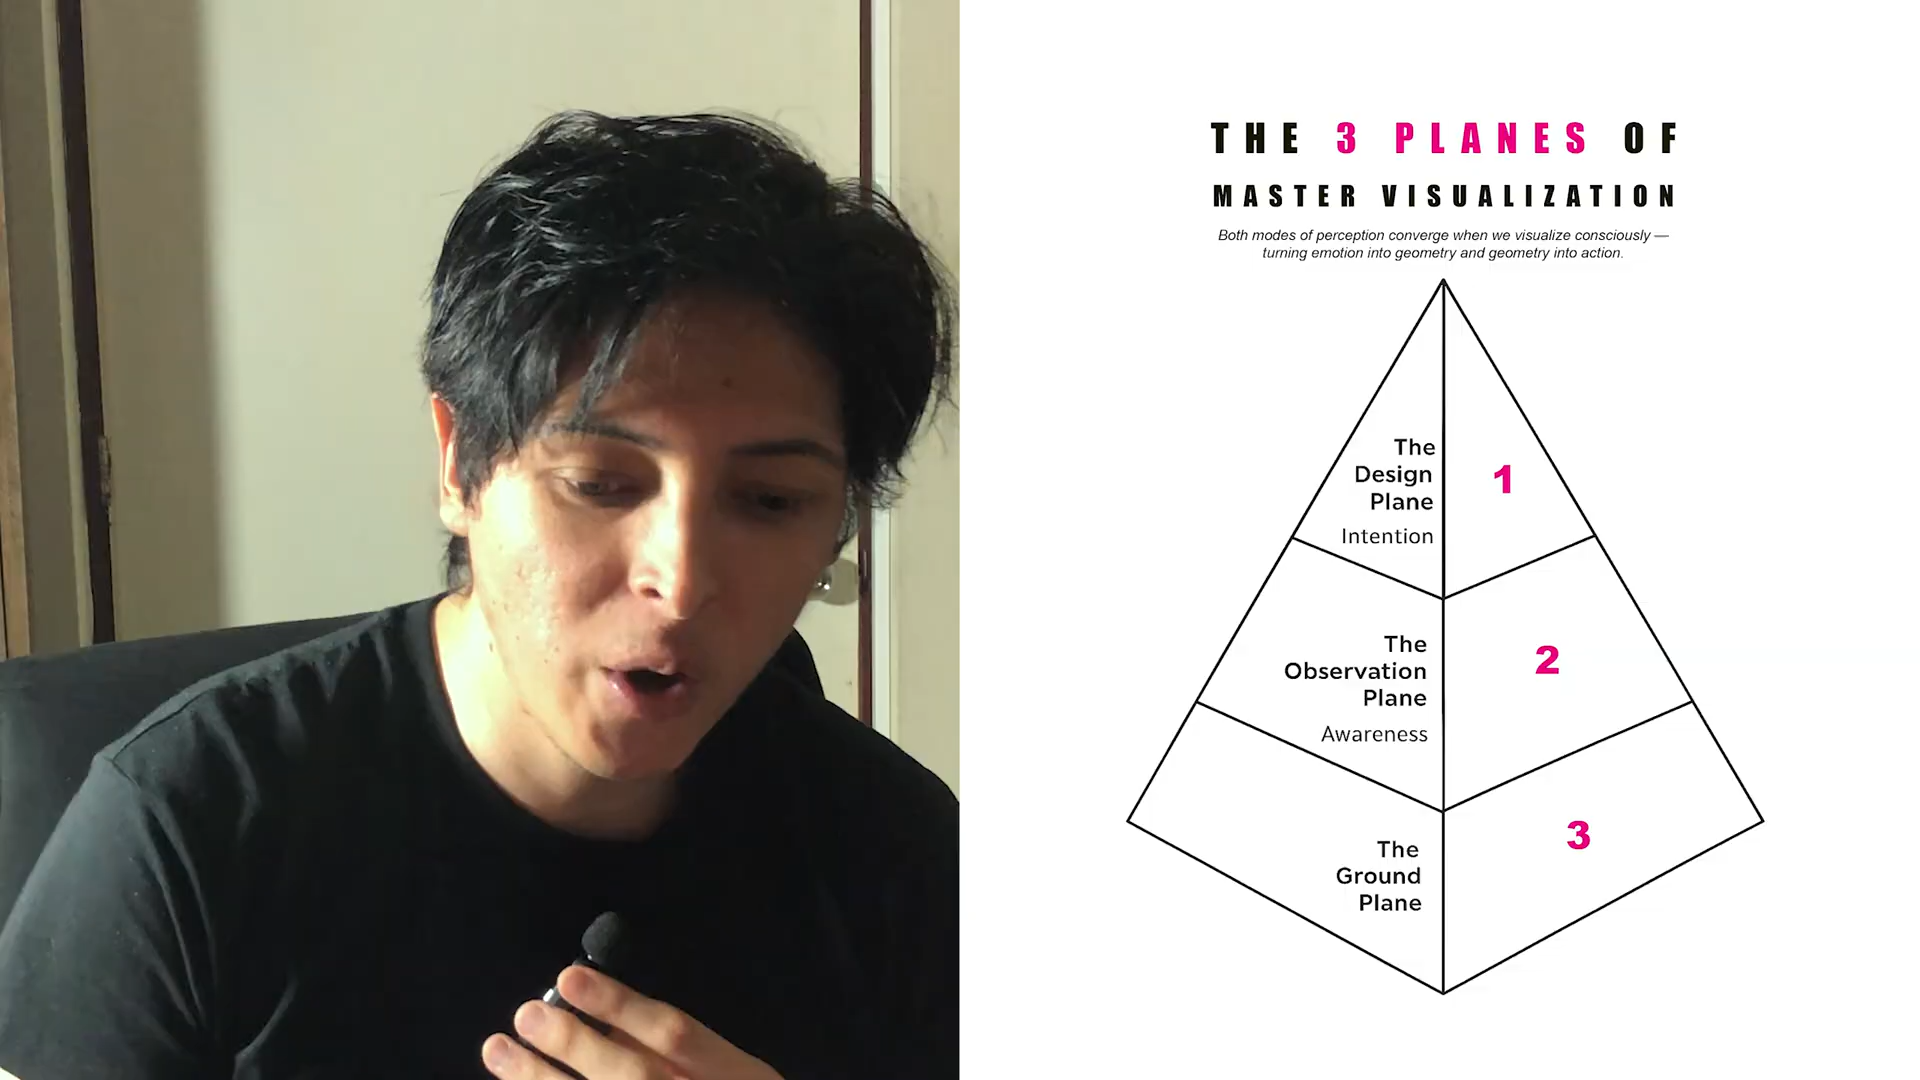 THE 3 PLANES OF
MASTER VISUALIZATION
Both modes of perception converge when we visualize consciously —
turning emotion into geometry and geometry into action.
The
Design
Plane
Intention
1
The
Observation
Plane
Awareness
2
The
Ground
Plane
3